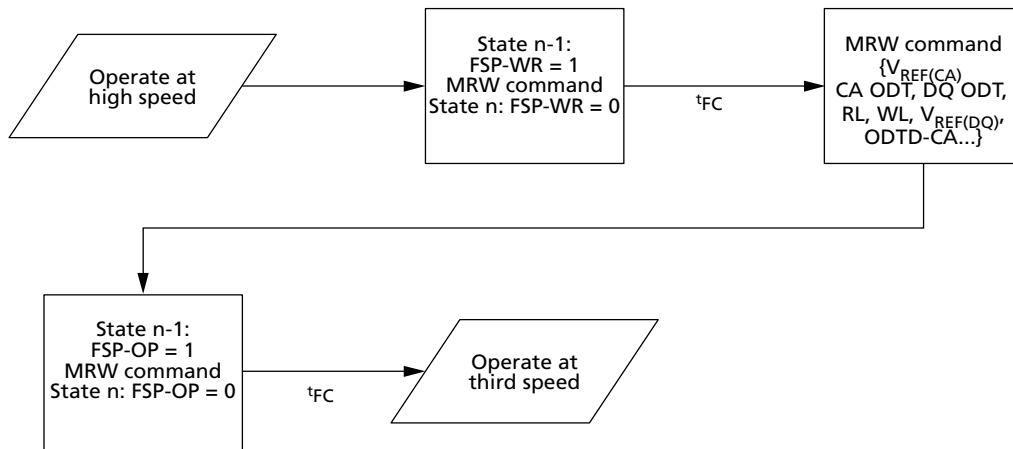 Operate at
high speed
State n-1:
FSP-WR = 1
MRW command
State n: FSP-WR = 0
tFC
MRW command
{VREF(CA)
CA ODT, DQ ODT,
RL, WL, VREF(DQ),
ODTD-CA...}
State n-1:
FSP-OP = 1
MRW command
State n: FSP-OP = 0
tFC
Operate at
third speed